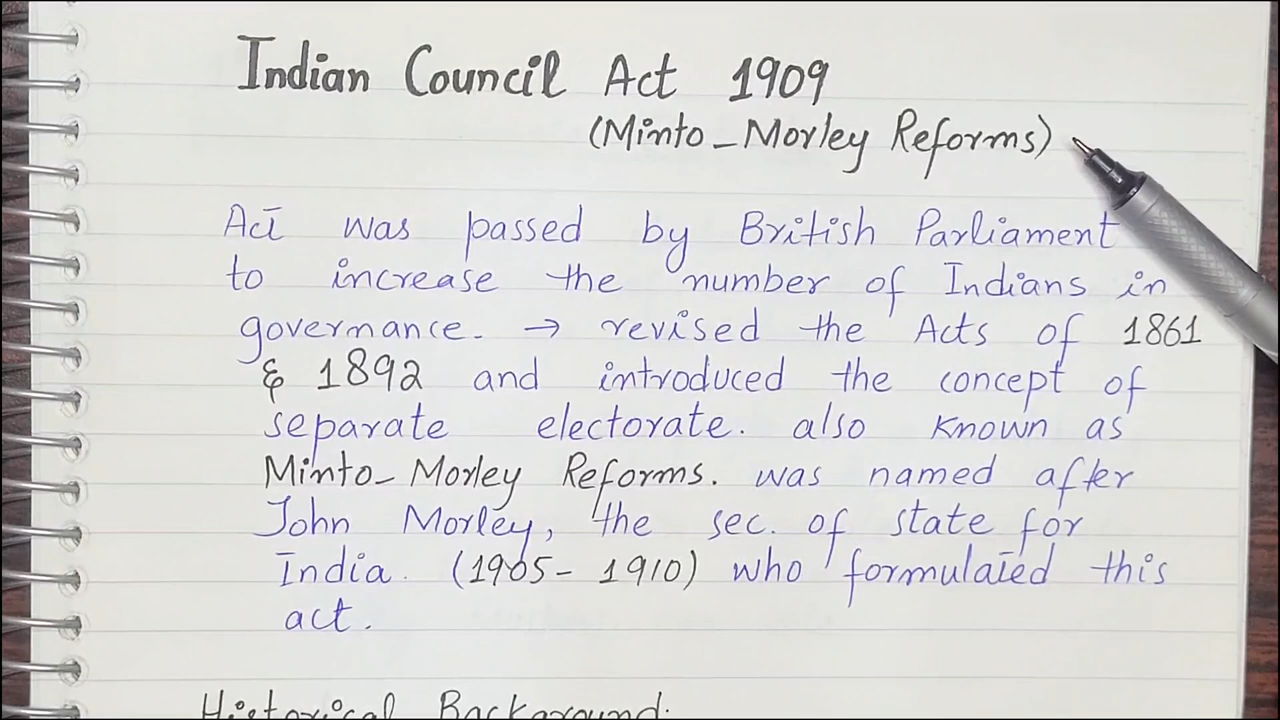 Indian Council Act 1909
(Minto-Morley Reforms)
Act was passed by British Parliament
to increase the number of Indians in
governance. → revised the Acts of 1861
& 1892 and introduced the concept of
separate electorate. also known as
Minto-Morley Reforms. was named after
John Morley, the sec. of state for
India. (1905-1910) who formulated this
act.
Historical Background: